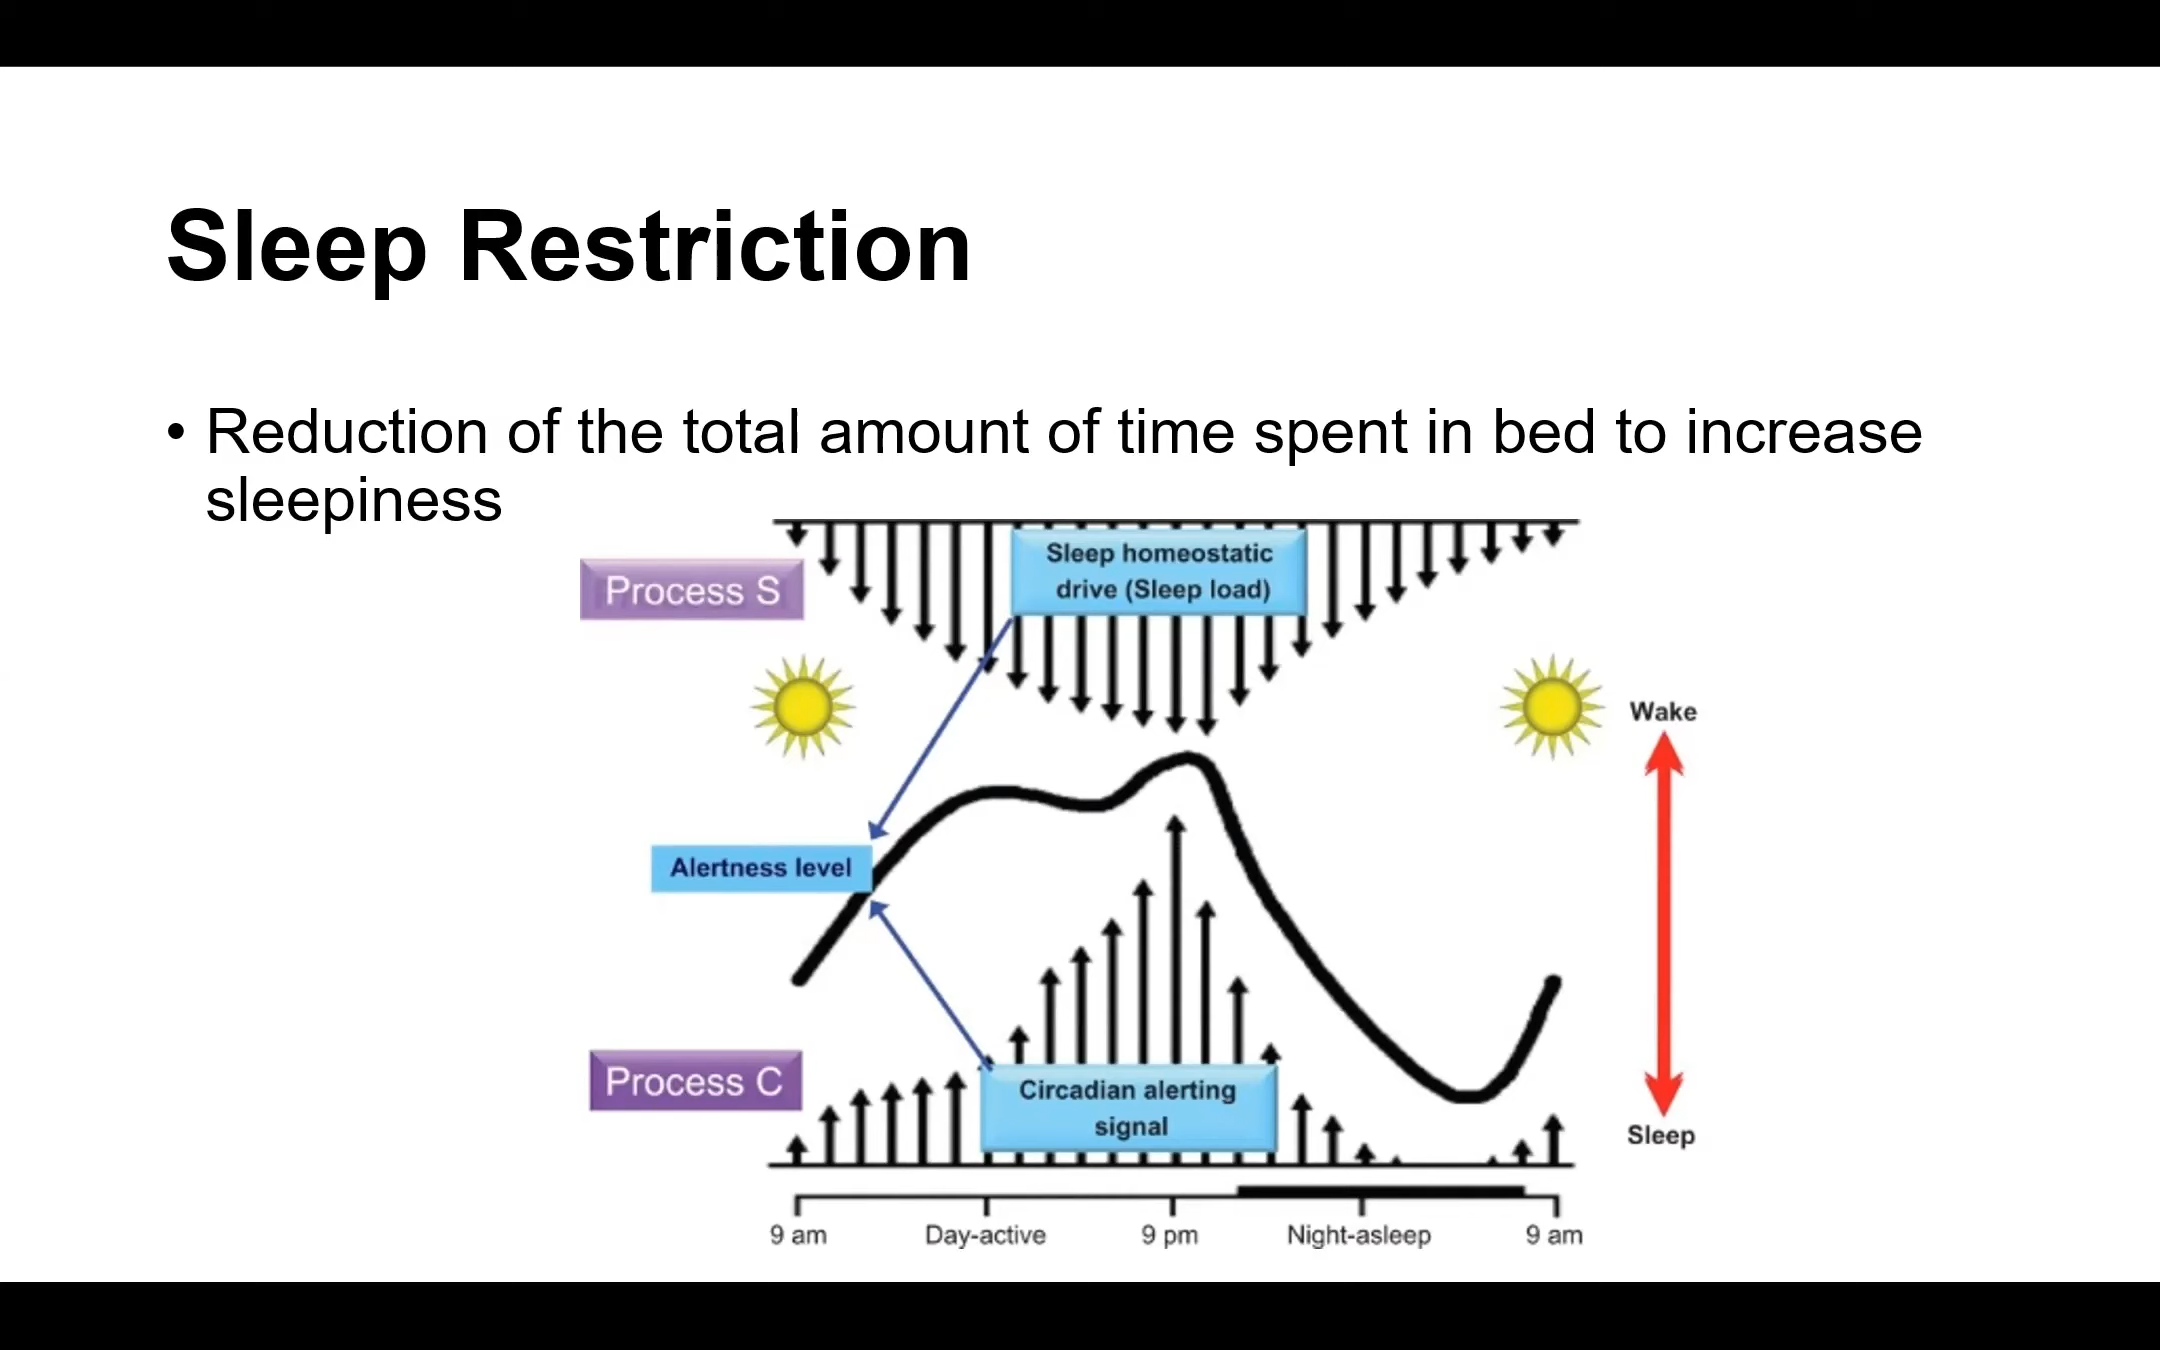 Sleep Restriction
• Reduction of the total amount of time spent in bed to increase
sleepiness
Sleep homeostatic
drive (Sleep load)
Process S
Wake
Alertness level
Process C
Circadian alerting
signal
Sleep
9 am Day-active 9 pm Night-asleep 9 am